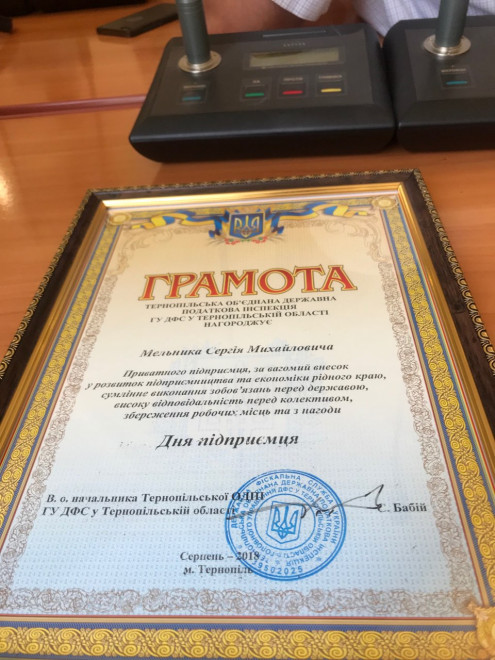 ГРАМОТА
ТЕРНОПІЛЬСЬКА ОБ'ЄДНАНА ДЕРЖАВНА
ПОДАТКОВА ІНСПЕКЦІЯ
ГУ ДФС У ТЕРНОПІЛЬСЬКІЙ ОБЛАСТІ
НАГОРОДЖУЄ
Мельника Сергія Михайловича
Приватного підприємця, за вагомий внесок
у розвиток підприємництва та економіки рідного краю,
сумлінне виконання зобов'язань перед державою,
високу відповідальність перед колективом,
збереження робочих місць та з нагоди
Дня підприємця
В. о. начальника Тернопільської ОДПІ
ГУ ДФС у Тернопільській області
С. Бабій
Серпень – 2018
м. Тернопіль
39502025